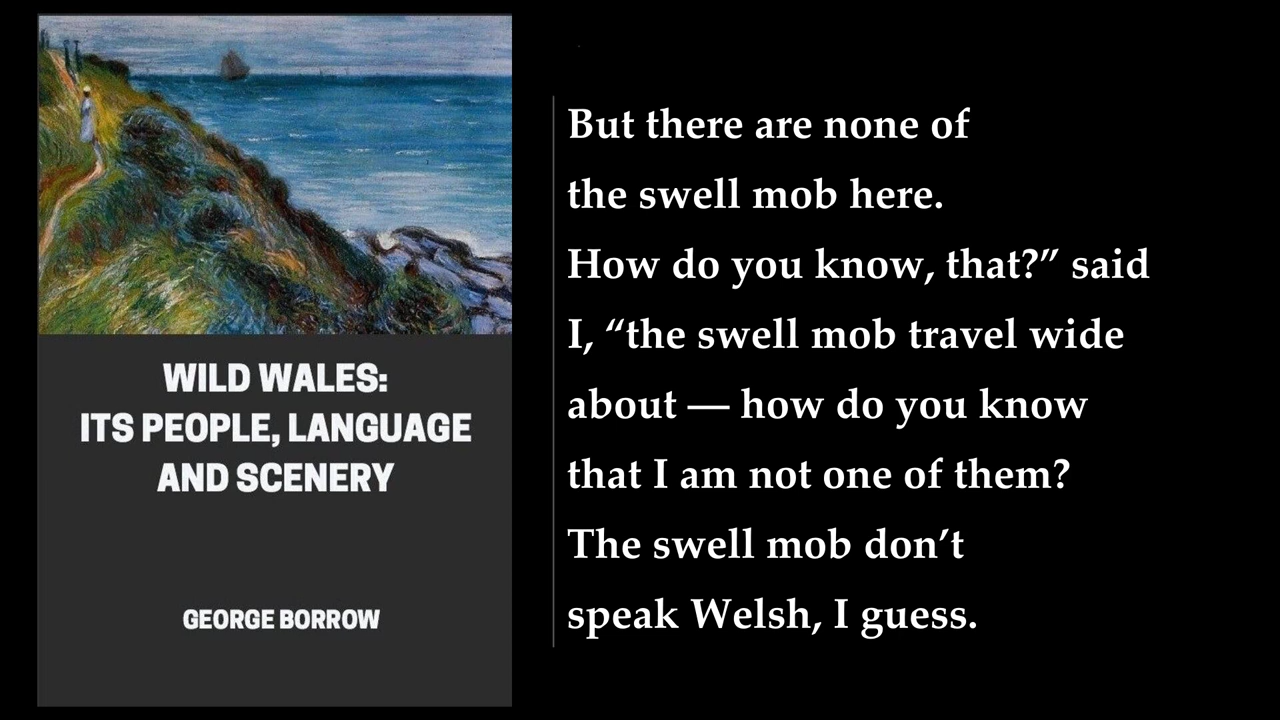 WILD WALES:
ITS PEOPLE, LANGUAGE
AND SCENERY
GEORGE BORROW
But there are none of
the swell mob here.
How do you know, that?” said
I, “the swell mob travel wide
about — how do you know
that I am not one of them?
The swell mob don’t
speak Welsh, I guess.